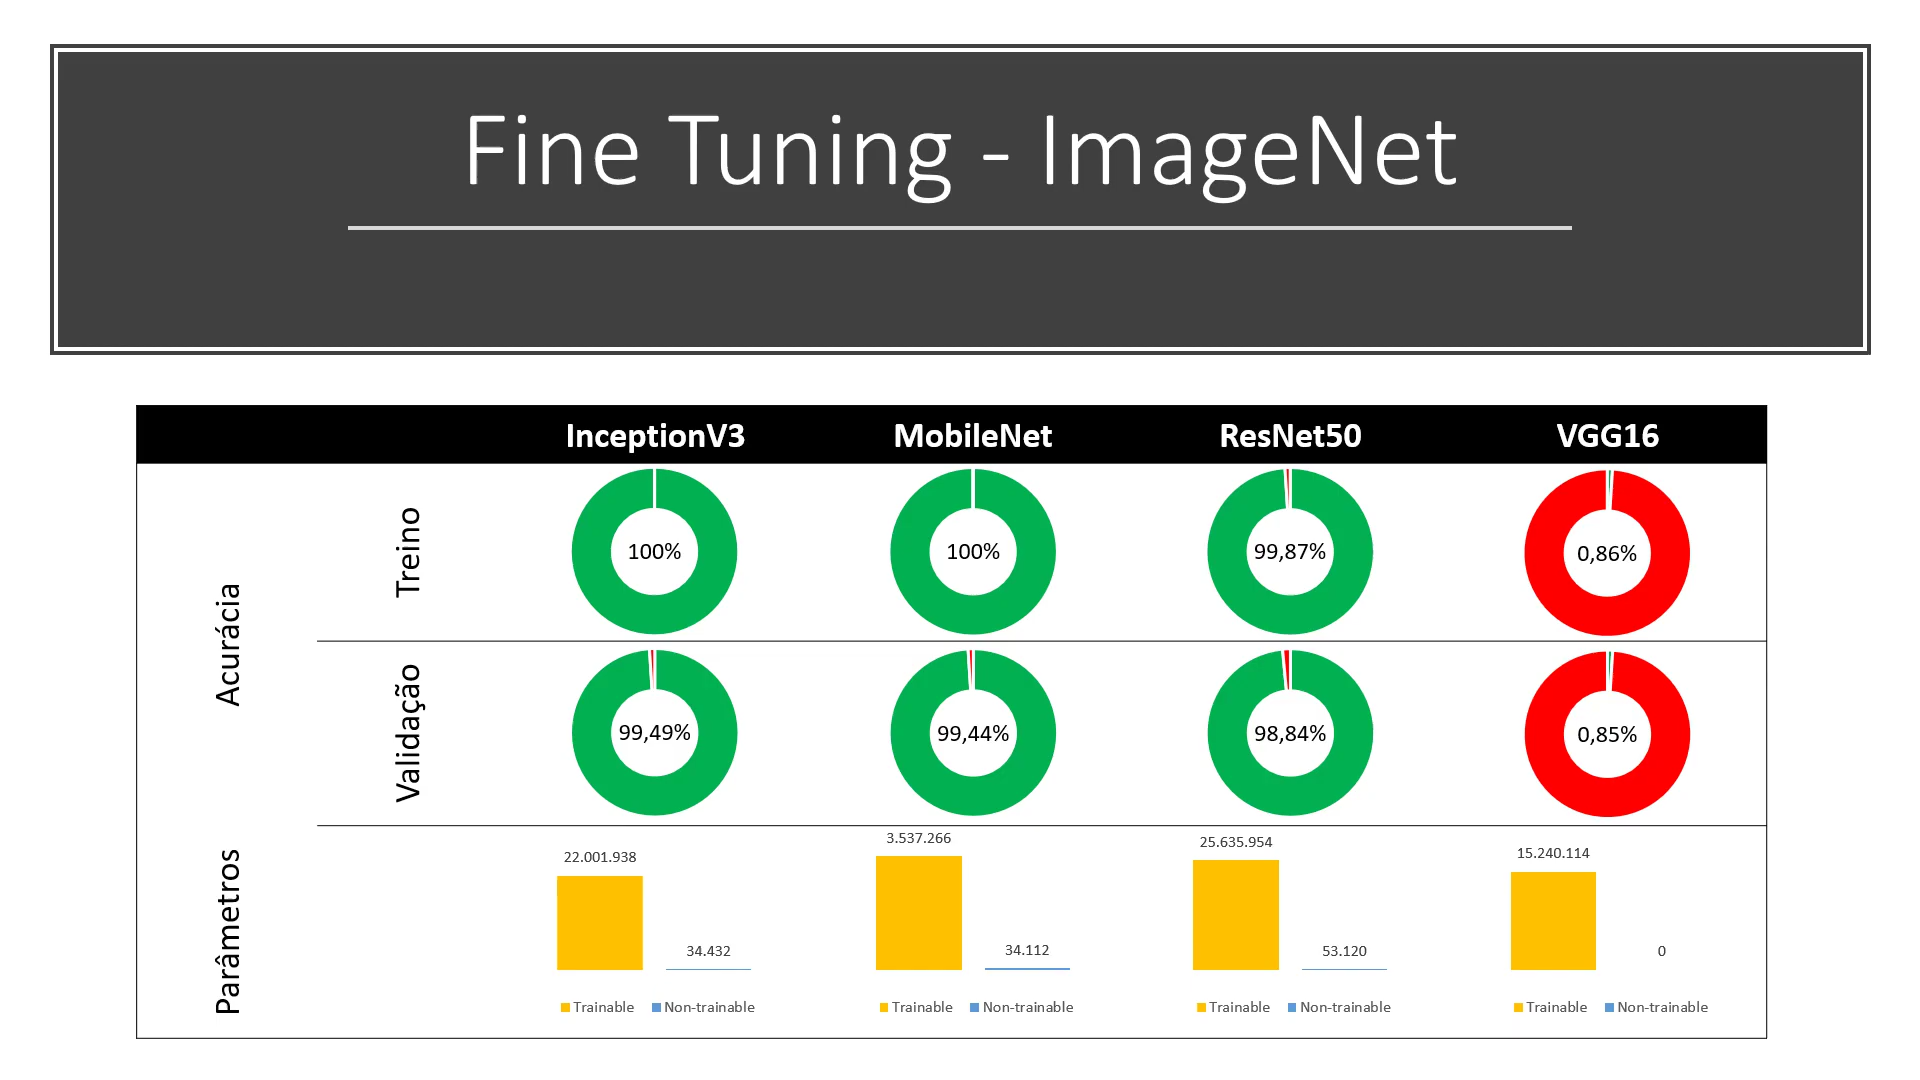 Fine Tuning - ImageNet
InceptionV3 MobileNet ResNet50 VGG16
Acurácia
Treino
100% 100% 99,87% 0,86%
Validação
99,49% 99,44% 98,84% 0,85%
Parâmetros
22.001.938 3.537.266 25.635.954 15.240.114
34.432 34.112 53.120 0
Trainable Non-trainable Trainable Non-trainable Trainable Non-trainable Trainable Non-trainable